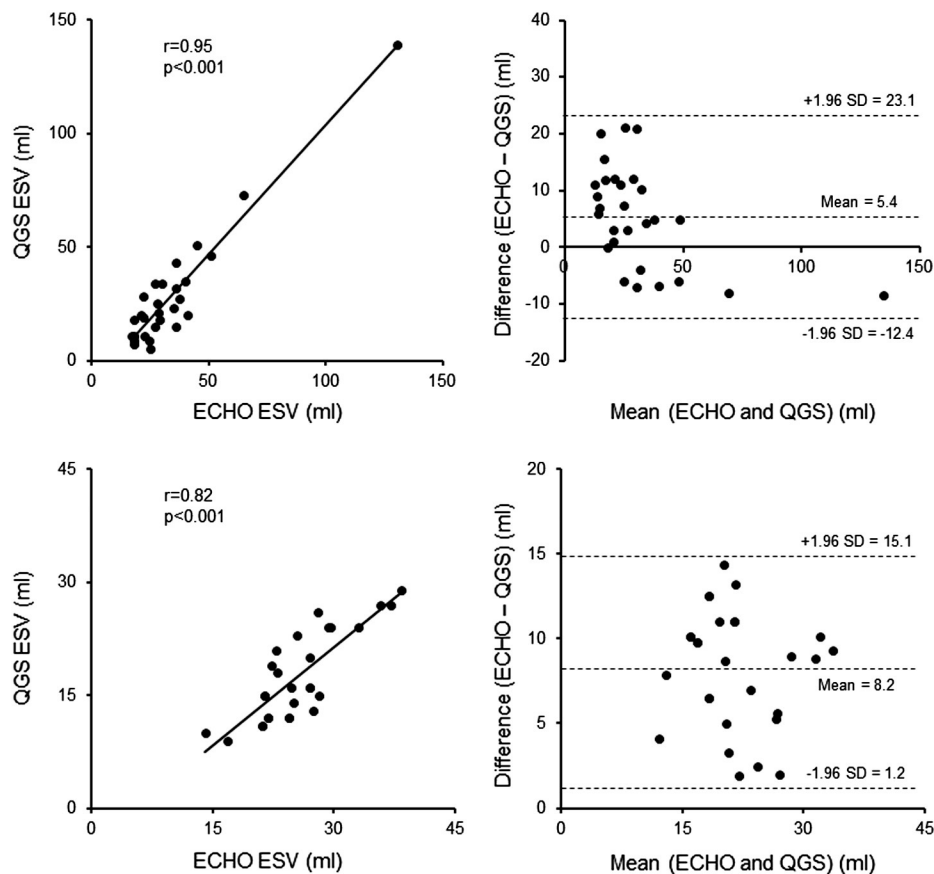 150
100
50
0
0
50
100
150
r=0.95
p<0.001
QGS ESV (ml)
ECHO ESV (ml)
40
30
20
10
0
-10
-20
0
50
100
150
+1.96 SD = 23.1
Mean = 5.4
-1.96 SD = -12.4
Difference (ECHO – QGS) (ml)
Mean (ECHO and QGS) (ml)
45
30
15
0
0
15
30
45
r=0.82
p<0.001
QGS ESV (ml)
ECHO ESV (ml)
20
15
10
5
0
0
15
30
45
+1.96 SD = 15.1
Mean = 8.2
-1.96 SD = 1.2
Difference (ECHO – QGS) (ml)
Mean (ECHO and QGS) (ml)